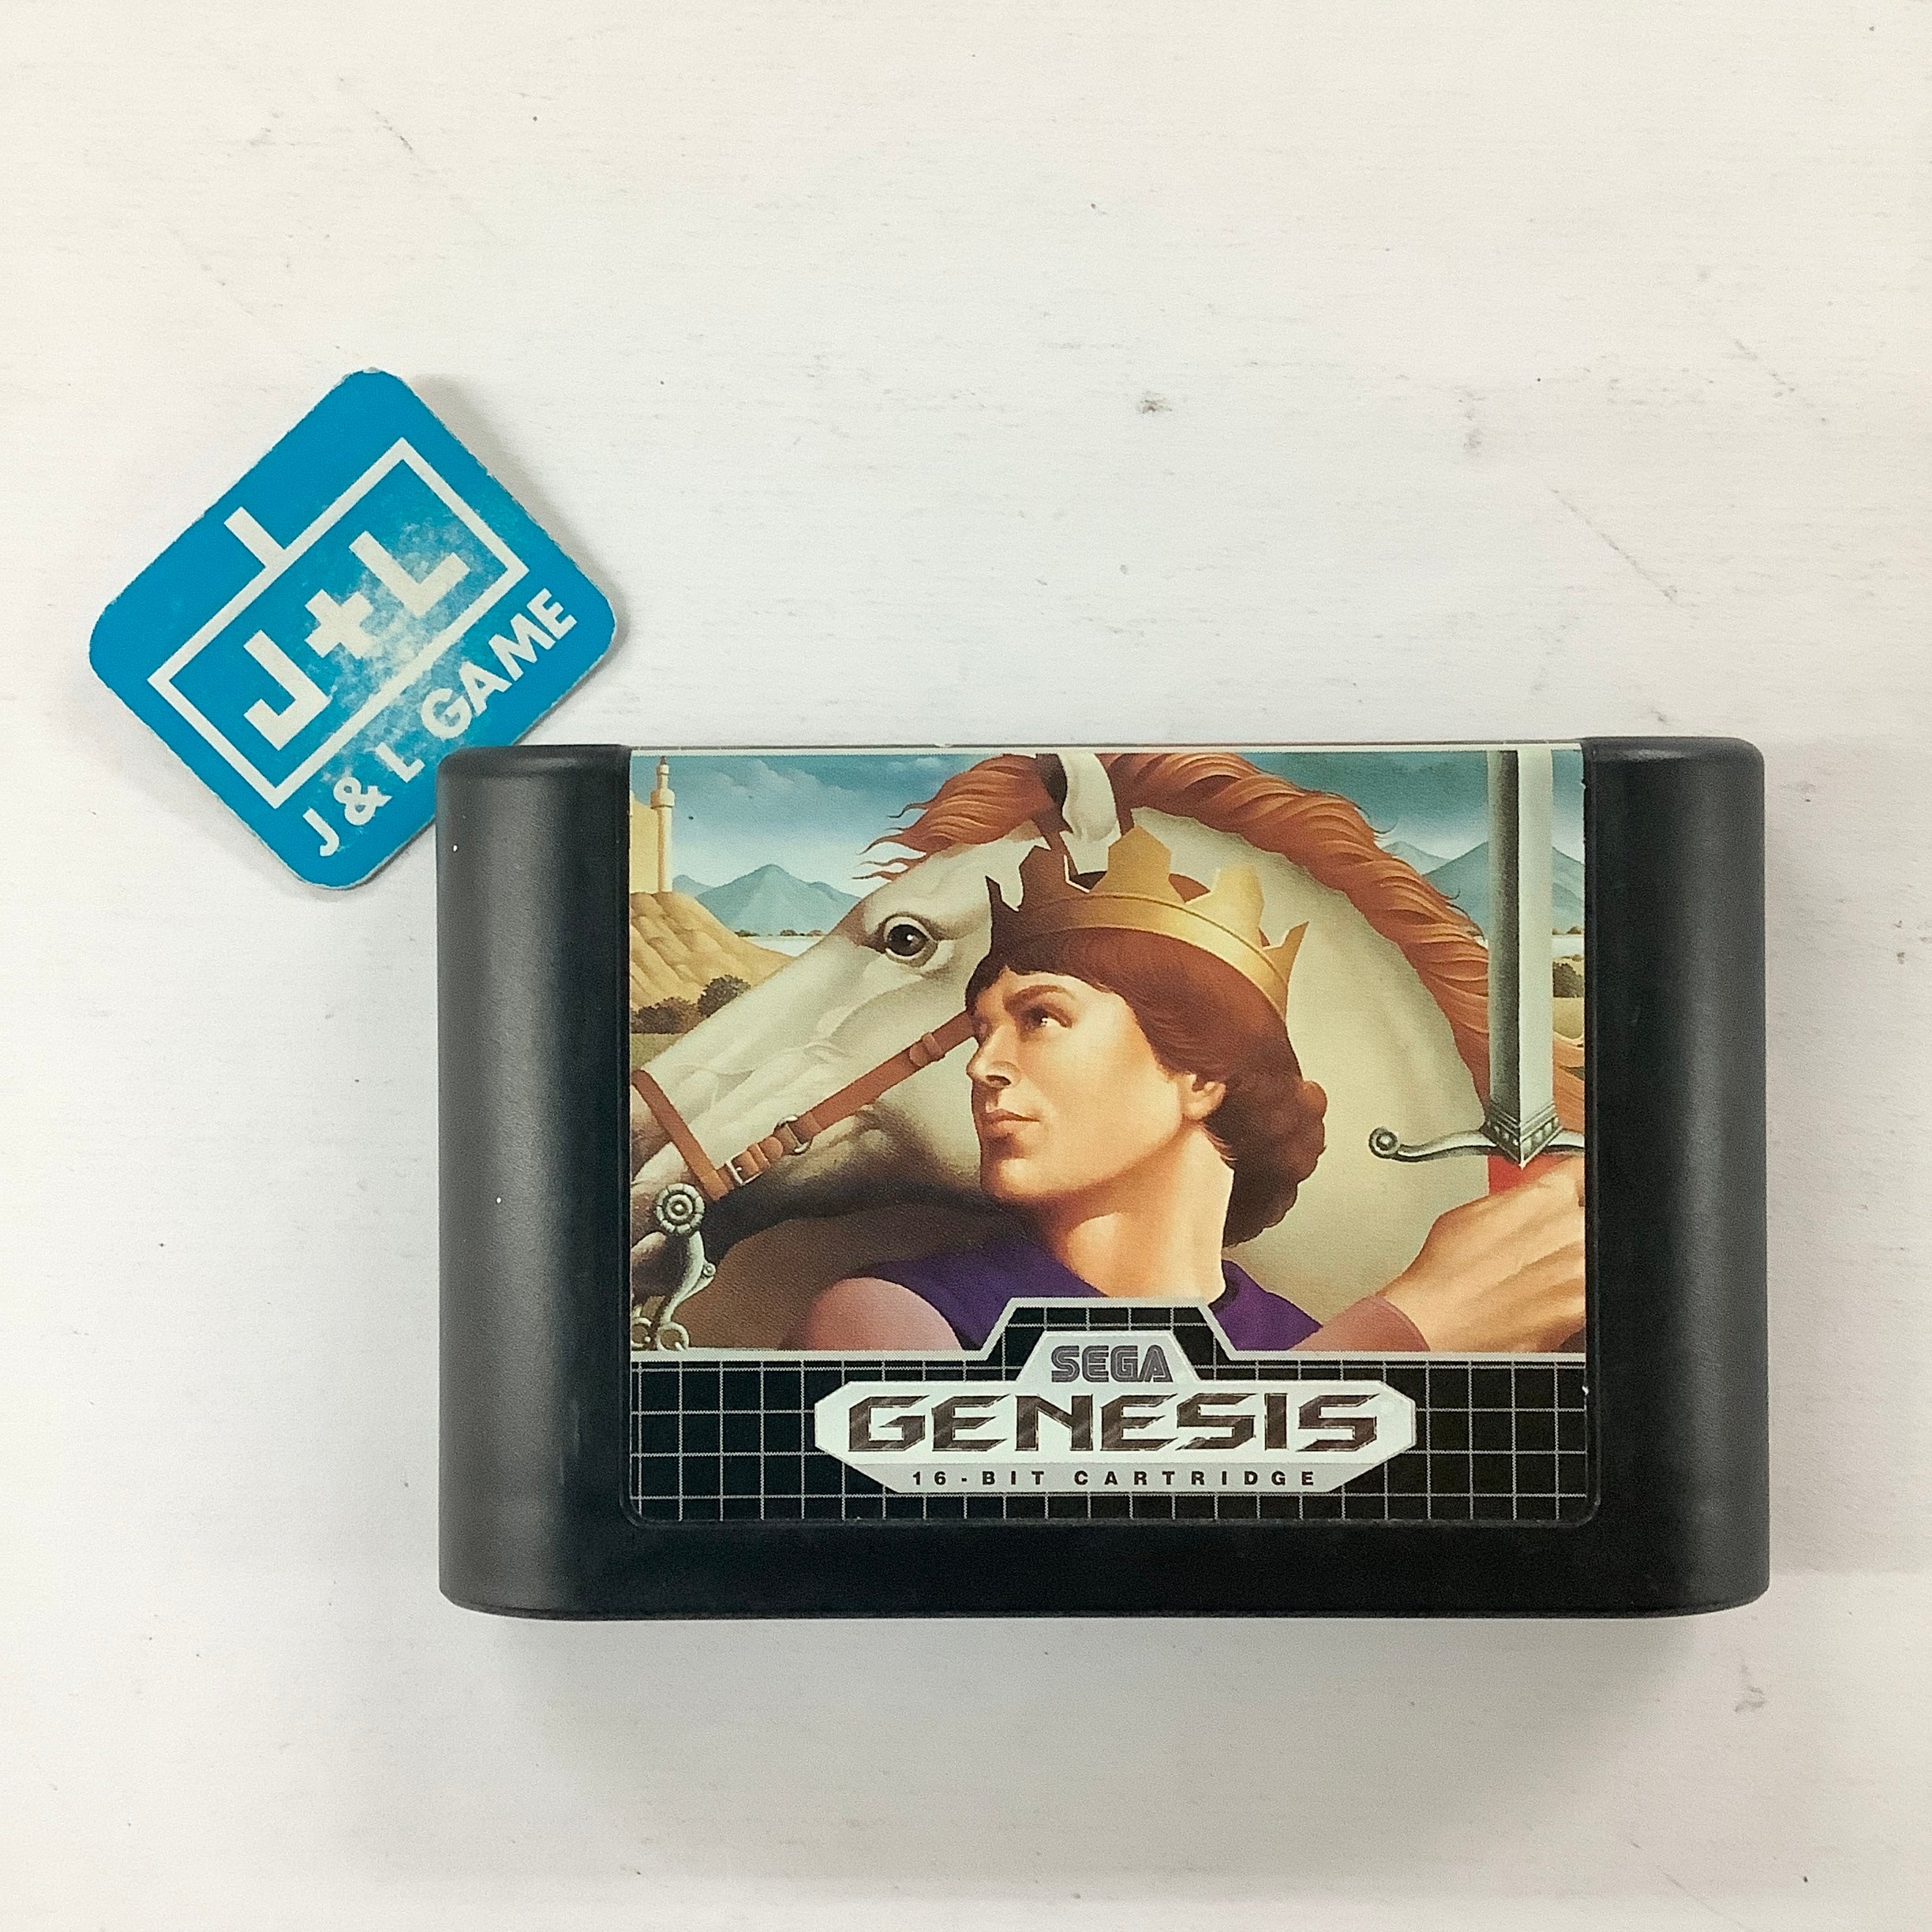 J+L
J & L GAME
SEGA
GENESIS
16-BIT CARTRIDGE